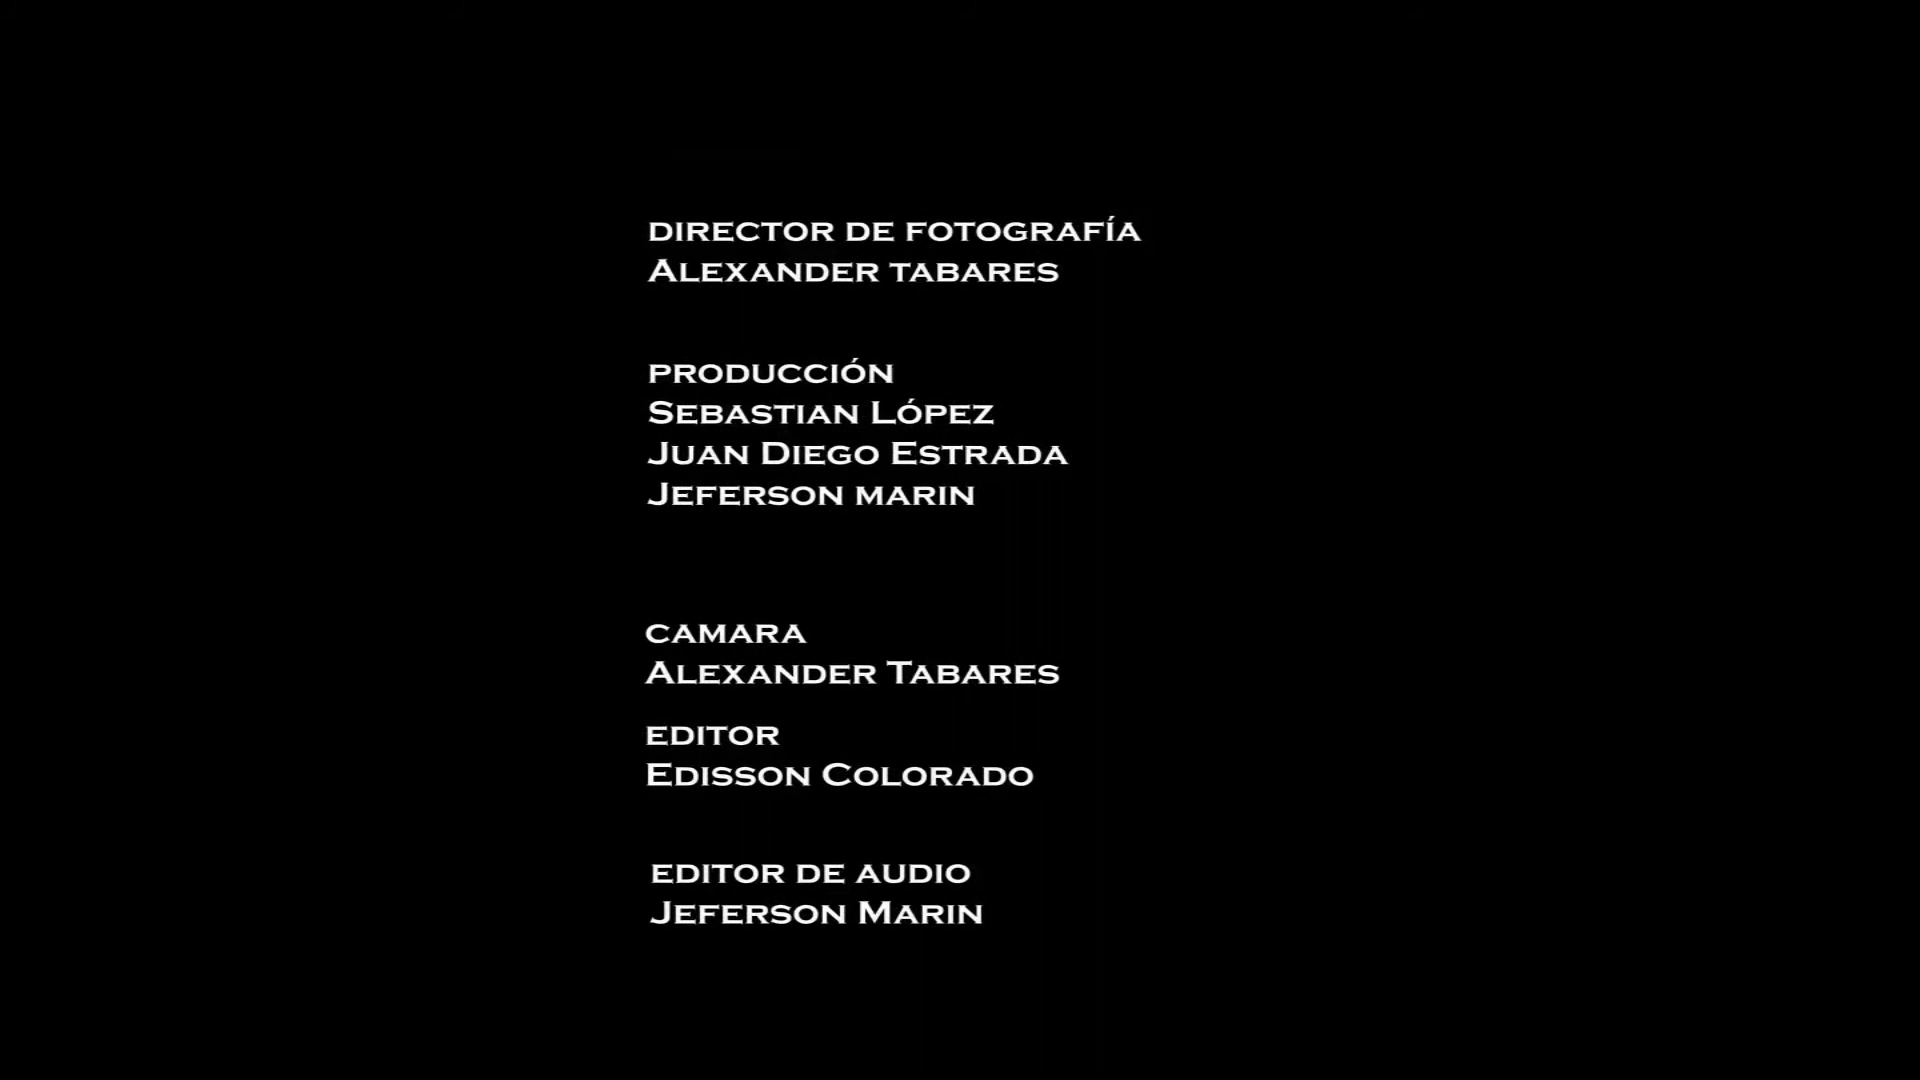 DIRECTOR DE FOTOGRAFÍA
ALEXANDER TABARES
PRODUCCIÓN
SEBASTIAN LÓPEZ
JUAN DIEGO ESTRADA
JEFERSON MARIN
CAMARA
ALEXANDER TABARES
EDITOR
EDISSON COLORADO
EDITOR DE AUDIO
JEFERSON MARIN